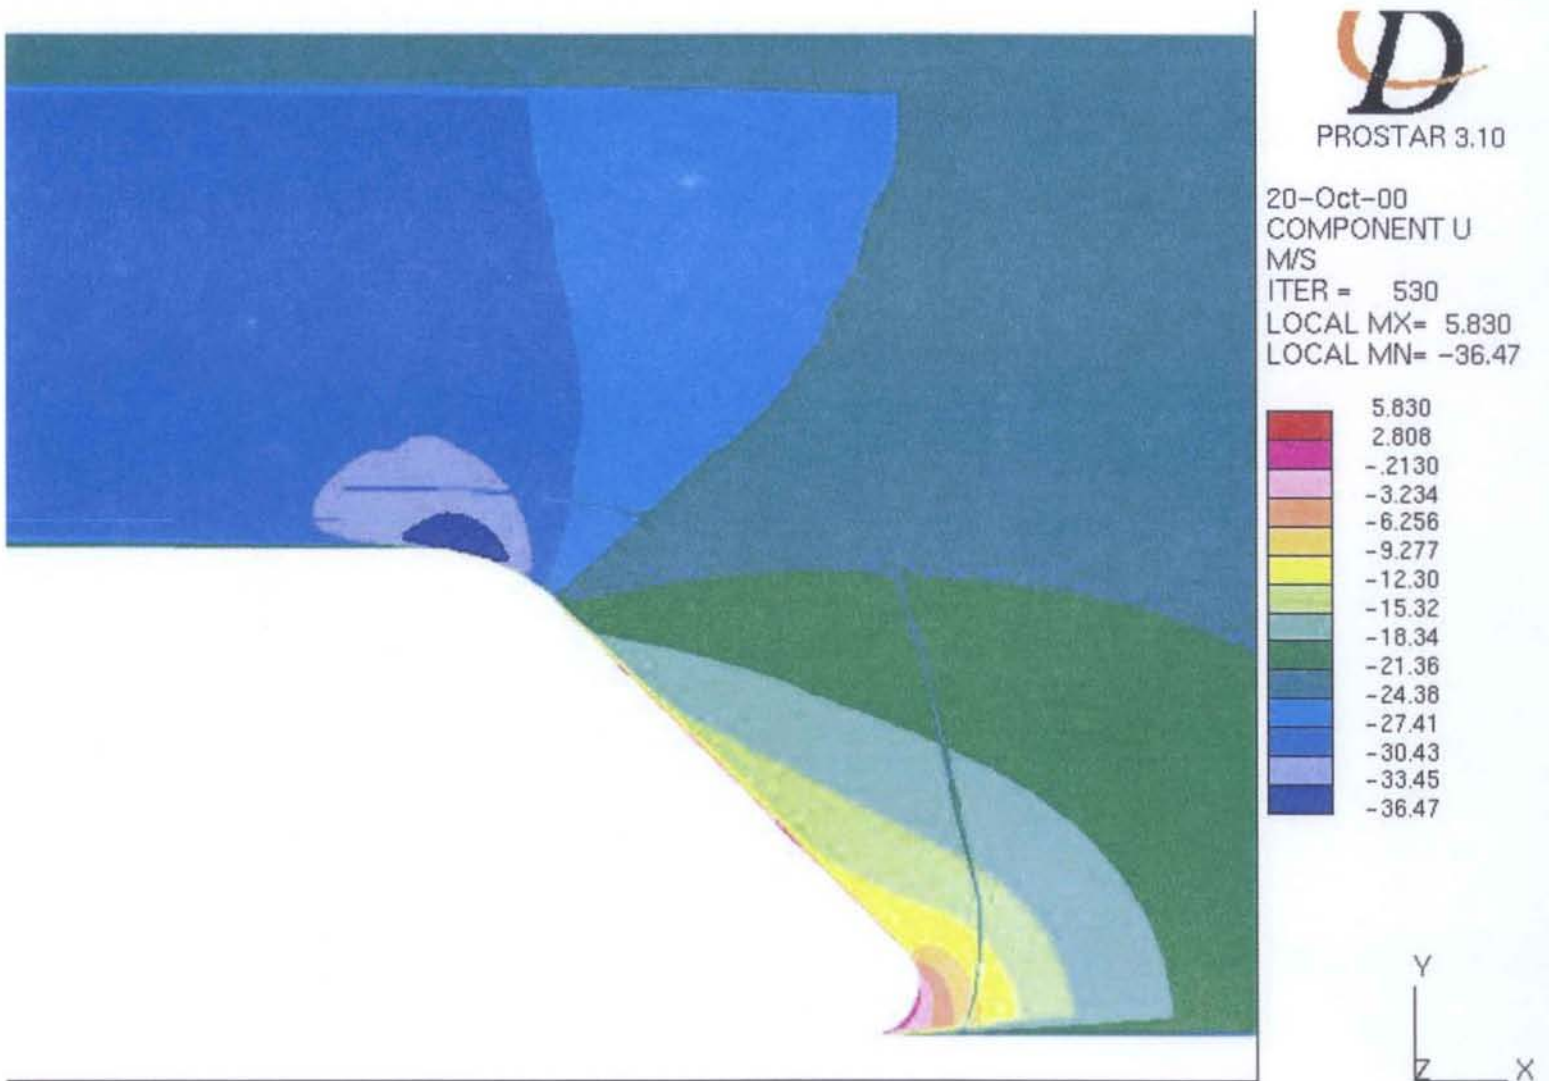 D
PROSTAR 3.10
20-Oct-00
COMPONENT U
M/S
ITER = 530
LOCAL MX= 5.830
LOCAL MN= -36.47
5.830
2.808
-.2130
-3.234
-6.256
-9.277
-12.30
-15.32
-18.34
-21.36
-24.38
-27.41
-30.43
-33.45
-36.47
Y
Z X